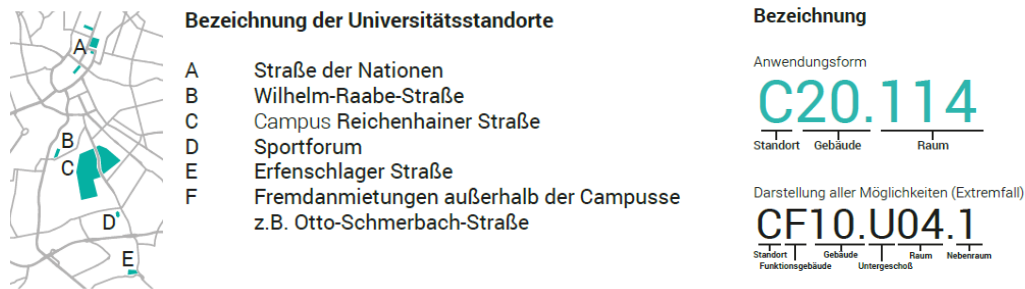 A
B
C
D
E
Bezeichnung der Universitätsstandorte
A Straße der Nationen
B Wilhelm-Raabe-Straße
C Campus Reichenhainer Straße
D Sportforum
E Erfenschlager Straße
F Fremdanmietungen außerhalb der Campusse
z.B. Otto-Schmerbach-Straße
Bezeichnung
Anwendungsform
C20.114
Standort Gebäude Raum
Darstellung aller Möglichkeiten (Extremfall)
CF10.U04.1
Standort Gebäude Raum Nebenraum
Funktionsgebäude Untergeschoß